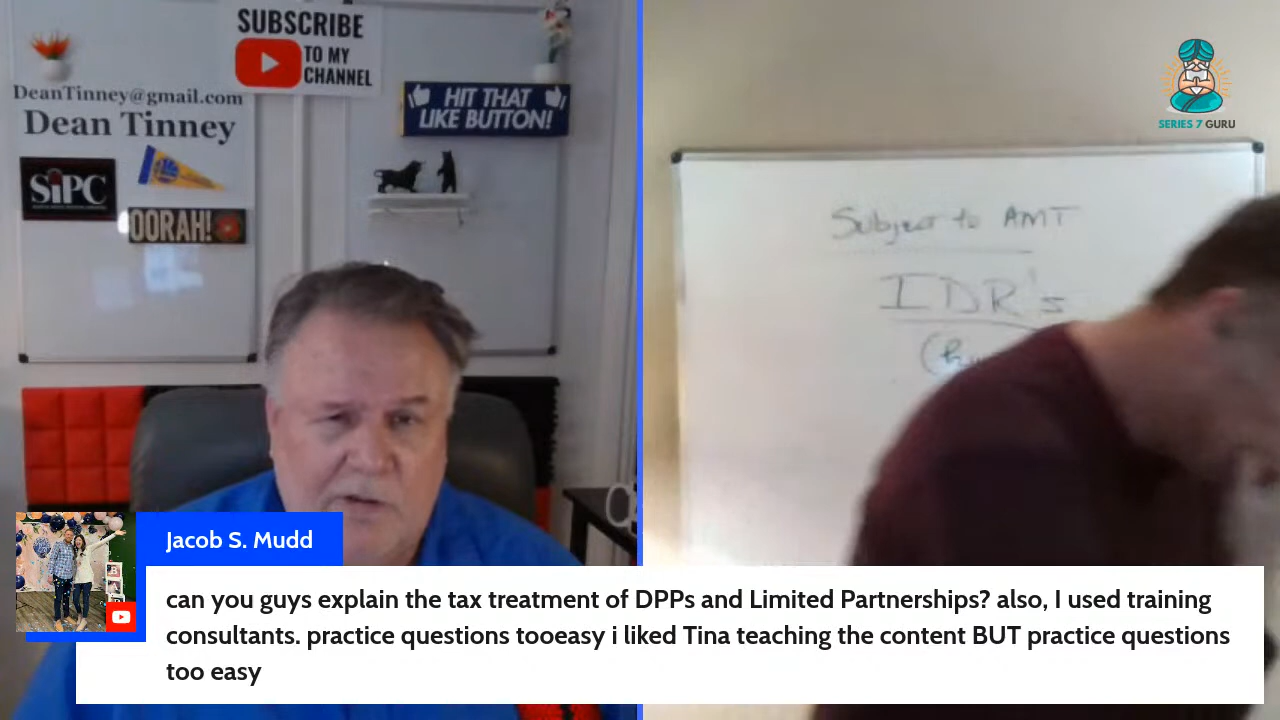 SUBSCRIBE
TO MY
CHANNEL
DeanTinney@gmail.com
Dean Tinney
HIT THAT
LIKE BUTTON!
SiPC
OORAH!
SERIES 7 GURU
Subject to AMT
IDR's
Jacob S. Mudd
can you guys explain the tax treatment of DPPs and Limited Partnerships? also, I used training
consultants. practice questions tooeasy i liked Tina teaching the content BUT practice questions
too easy